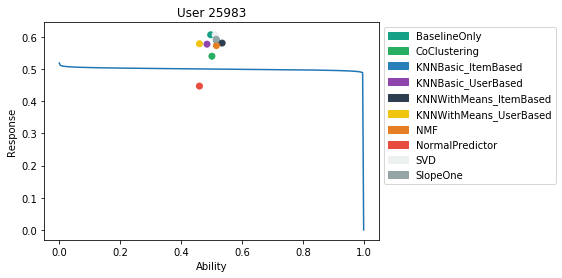 User 25983
Response
0.6
0.5
0.4
0.3
0.2
0.1
0.0
0.0
0.2
0.4
0.6
0.8
1.0
Ability
BaselineOnly
CoClustering
KNNBasic_ItemBased
KNNBasic_UserBased
KNNWithMeans_ItemBased
KNNWithMeans_UserBased
NMF
NormalPredictor
SVD
SlopeOne